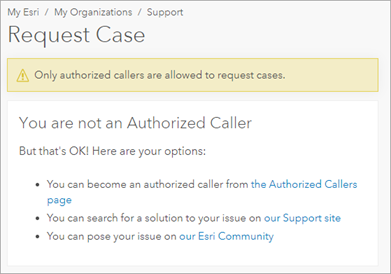 My Esri / My Organizations / Support
Request Case
Only authorized callers are allowed to request cases.
You are not an Authorized Caller
But that's OK! Here are your options:
You can become an authorized caller from the Authorized Callers
page
You can search for a solution to your issue on our Support site
You can pose your issue on our Esri Community